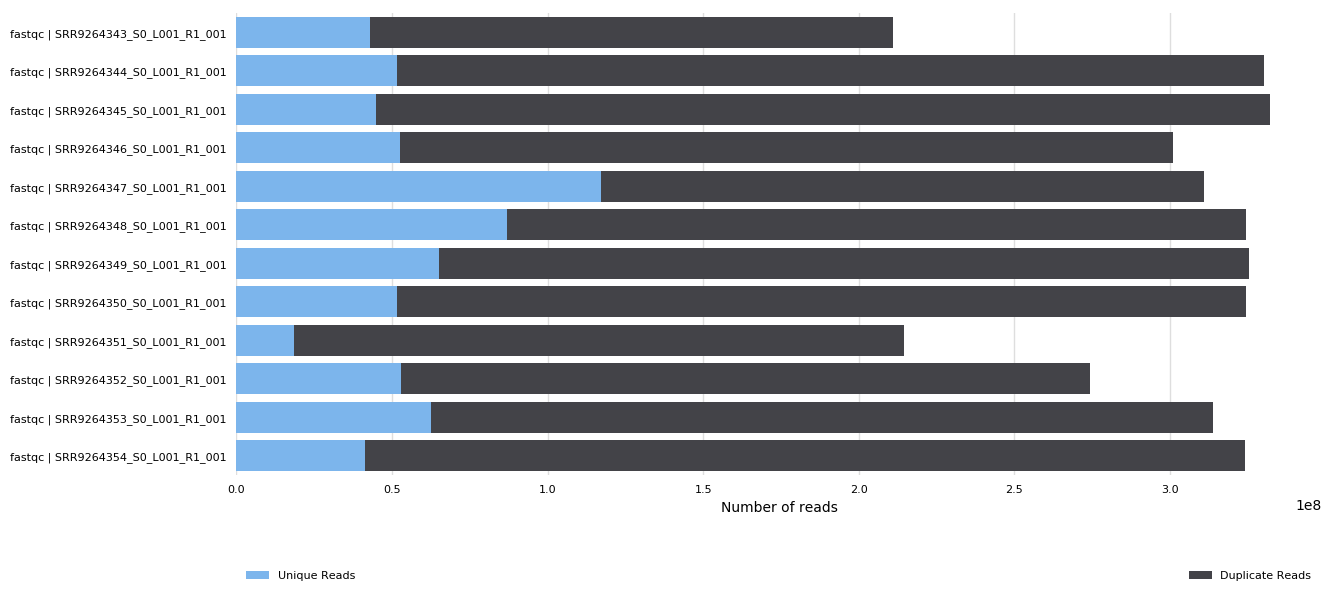 fastqc | SRR9264343_S0_L001_R1_001
fastqc | SRR9264344_S0_L001_R1_001
fastqc | SRR9264345_S0_L001_R1_001
fastqc | SRR9264346_S0_L001_R1_001
fastqc | SRR9264347_S0_L001_R1_001
fastqc | SRR9264348_S0_L001_R1_001
fastqc | SRR9264349_S0_L001_R1_001
fastqc | SRR9264350_S0_L001_R1_001
fastqc | SRR9264351_S0_L001_R1_001
fastqc | SRR9264352_S0_L001_R1_001
fastqc | SRR9264353_S0_L001_R1_001
fastqc | SRR9264354_S0_L001_R1_001
0.0 0.5 1.0 1.5 2.0 2.5 3.0
Number of reads
1e8
Unique Reads Duplicate Reads